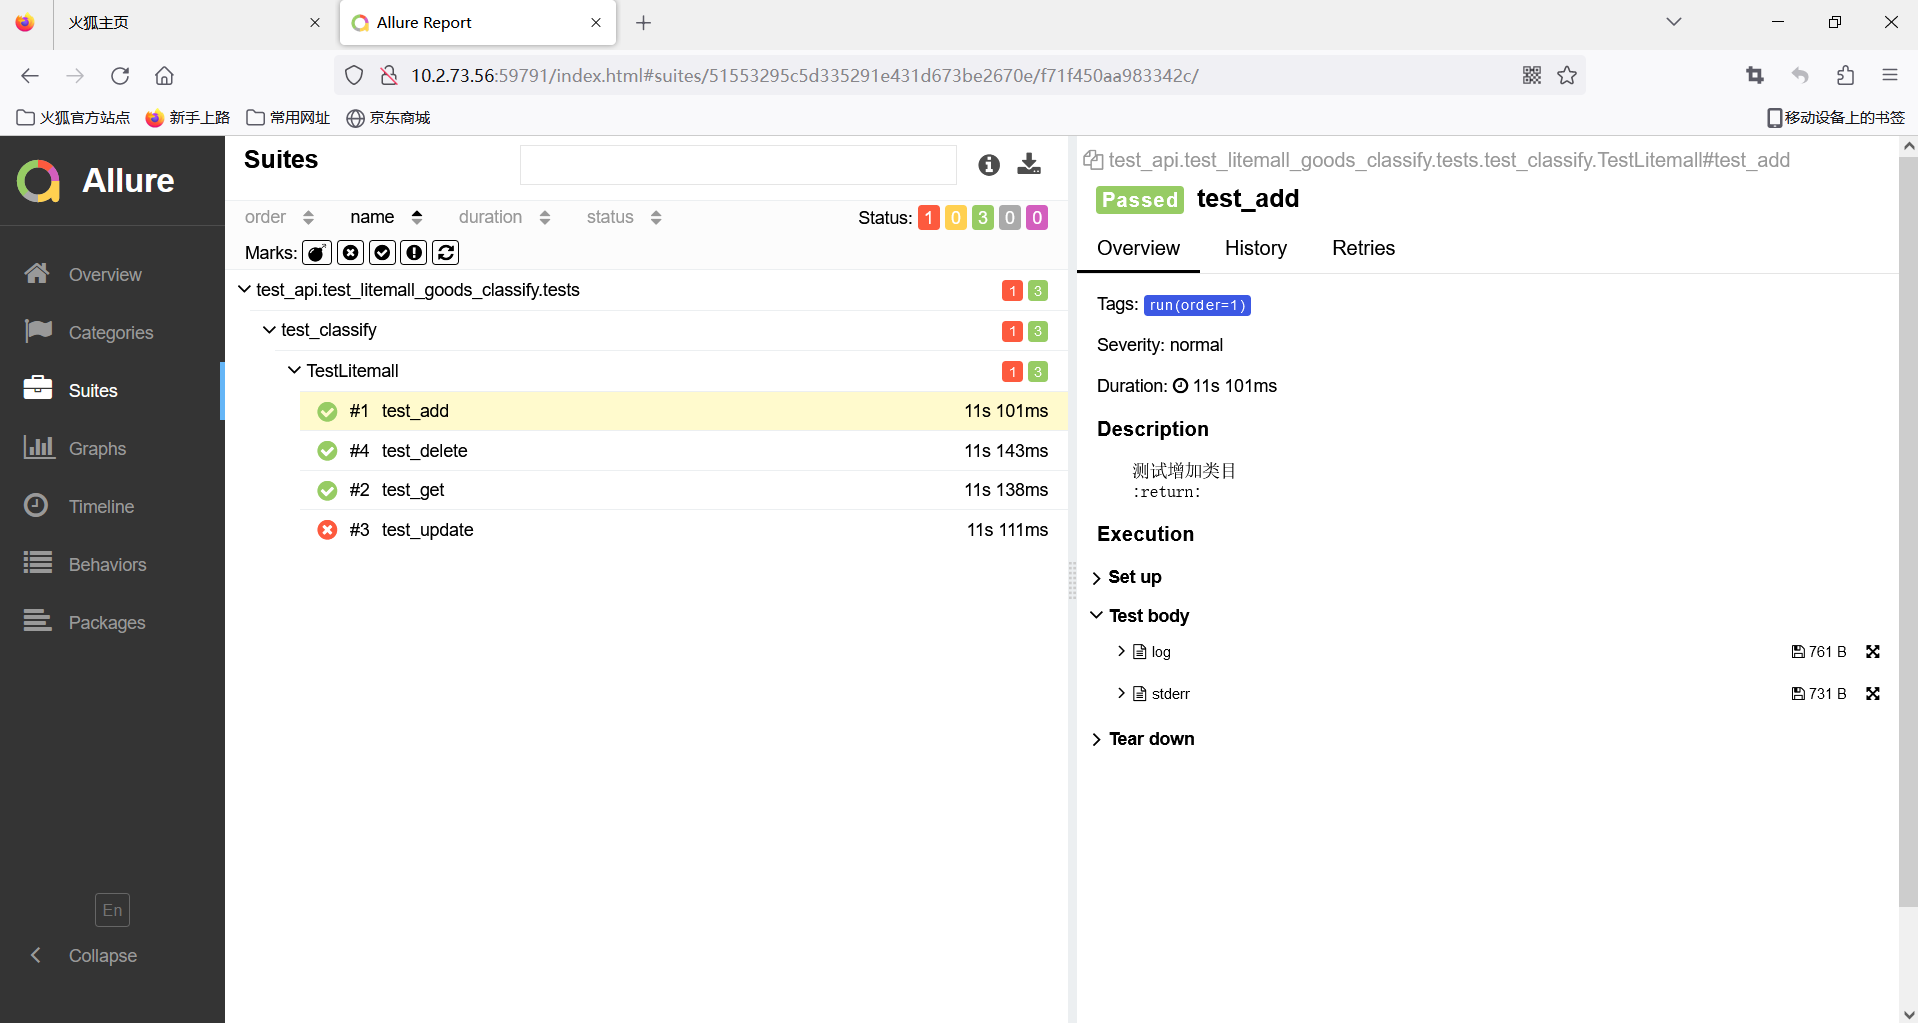 火狐主页
Allure Report
10.2.73.56:59791/index.html#suites/51553295c5d335291e431d673be2670e/f71f450aa983342c/
火狐官方站点 新手上路 常用网址 京东商城 移动设备上的书签
Allure
Overview
Categories
Suites
Graphs
Timeline
Behaviors
Packages
En
Collapse
Suites
order name duration status Status: 1 0 3 0 0
Marks:
test_api.test_litemall_goods_classify.tests 1 3
test_classify 1 3
TestLitemall 1 3
#1 test_add 11s 101ms
#4 test_delete 11s 143ms
#2 test_get 11s 138ms
#3 test_update 11s 111ms
test_api.test_litemall_goods_classify.tests.test_classify.TestLitemall#test_add
Passed test_add
Overview History Retries
Tags: run(order=1)
Severity: normal
Duration: 11s 101ms
Description
测试增加类目
:return:
Execution
Set up
Test body
log 761 B
stderr 731 B
Tear down